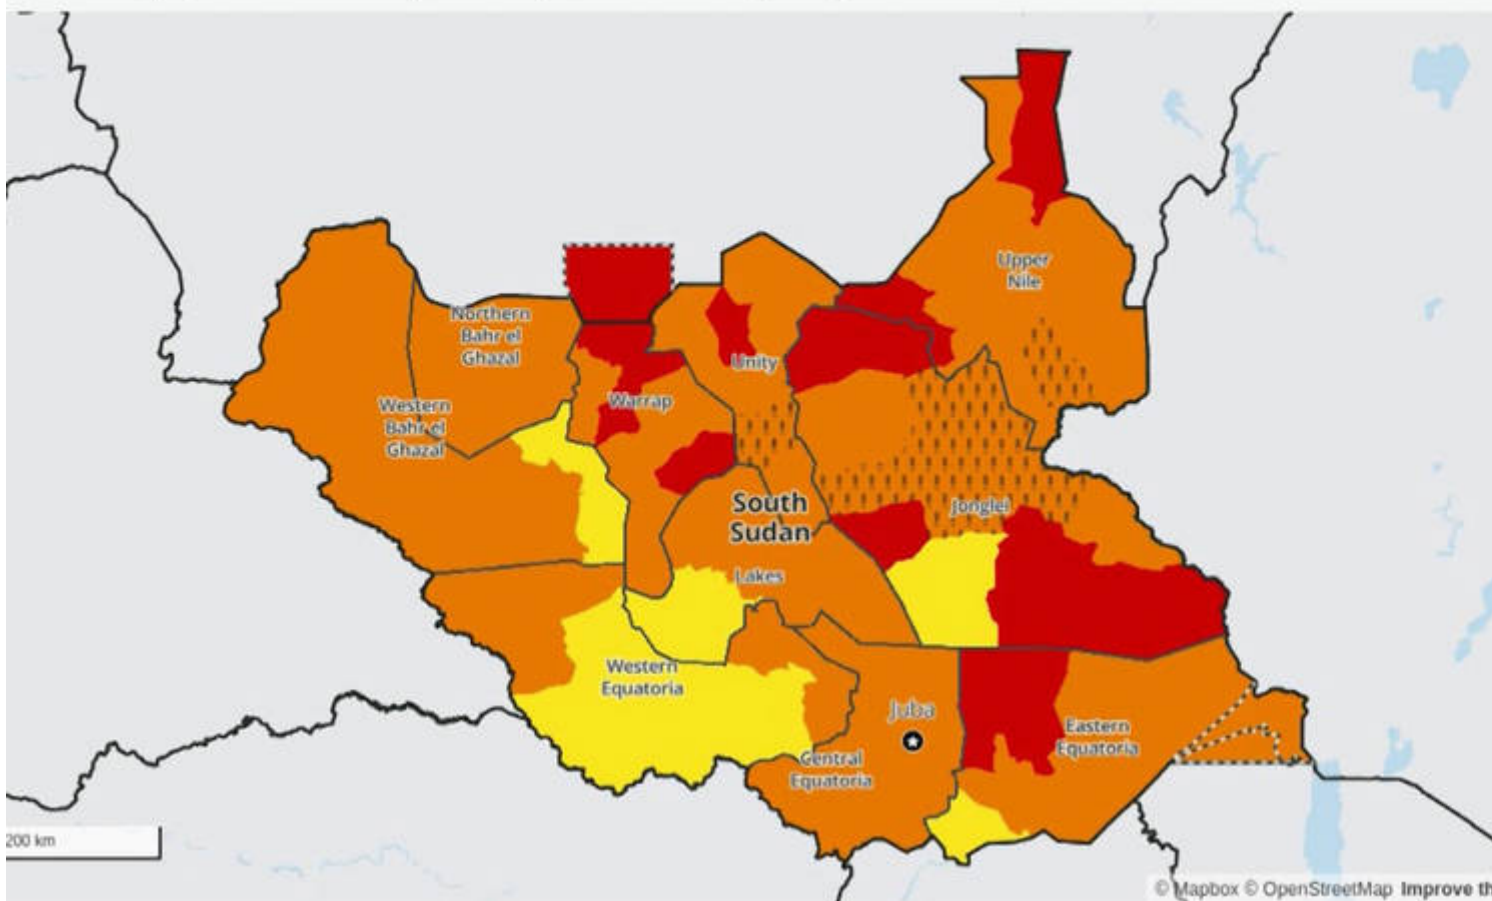 Upper
Nile
Northern
Bahr el
Ghazal
Unity
Warrap
Western
Bahr el
Ghazal
South
Sudan
Jonglei
Lakes
Western
Equatoria
Juba
Eastern
Equatoria
Central
Equatoria
200 km
© Mapbox © OpenStreetMap Improve th